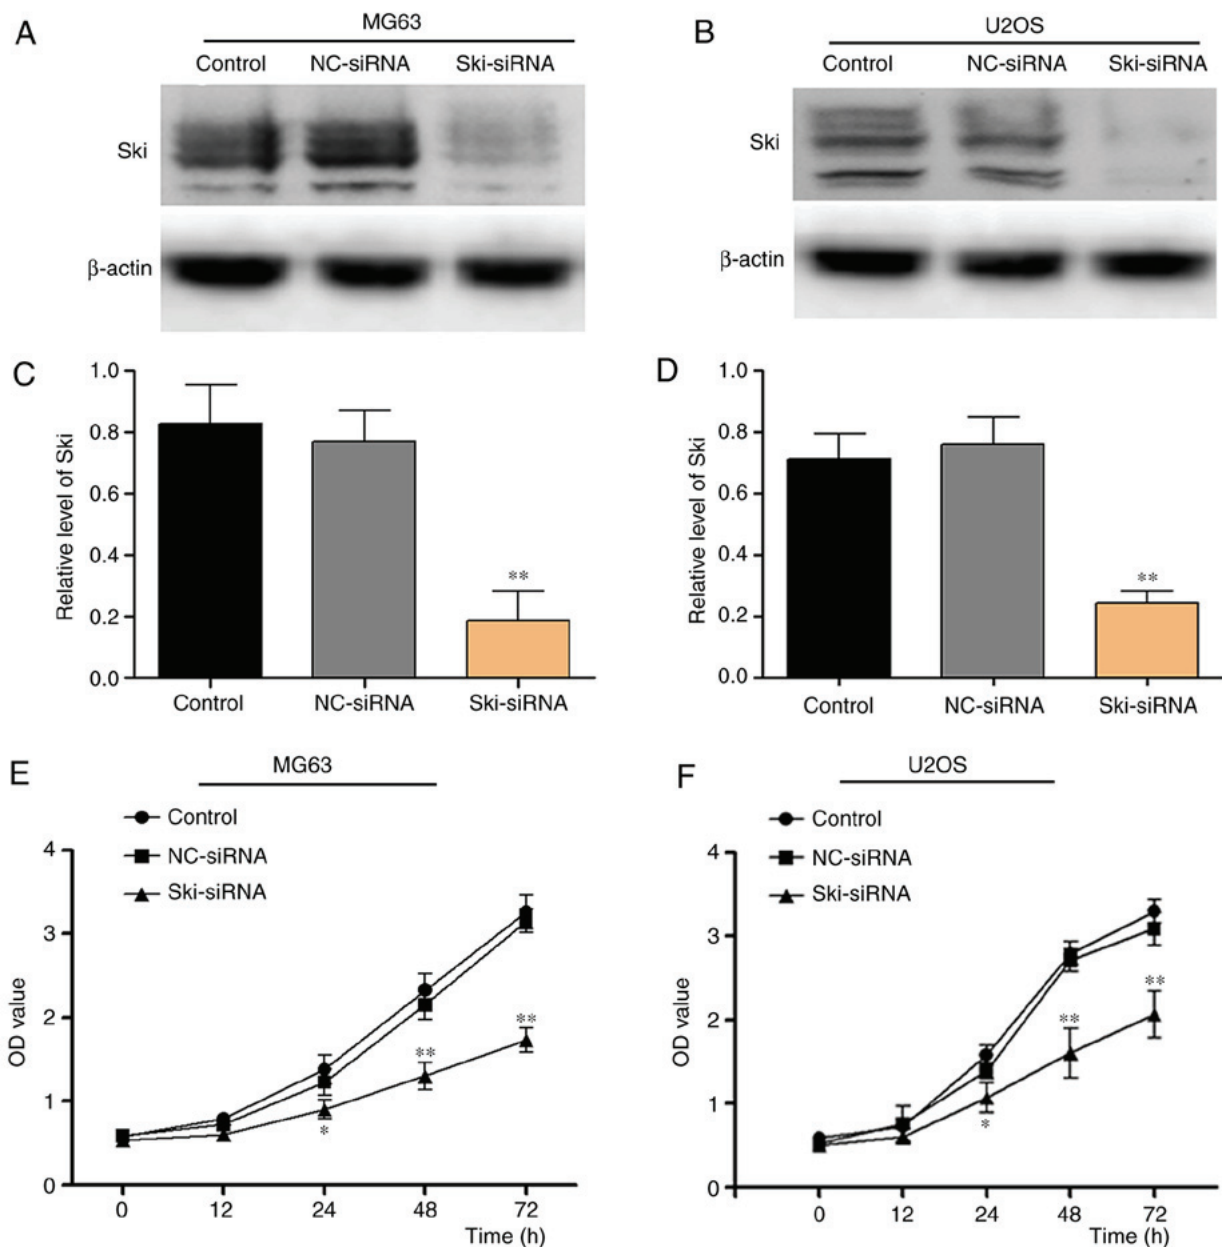 A
MG63
Control NC-siRNA Ski-siRNA
Ski
β-actin
B
U2OS
Control NC-siRNA Ski-siRNA
Ski
β-actin
C
Relative level of Ski
1.0
0.8
0.6
0.4
0.2
0.0
**
Control NC-siRNA Ski-siRNA
D
Relative level of Ski
1.0
0.8
0.6
0.4
0.2
0.0
**
Control NC-siRNA Ski-siRNA
E
MG63
Control
NC-siRNA
Ski-siRNA
OD value
4
3
2
1
0
* ** **
0 12 24 48 72
Time (h)
F
U2OS
Control
NC-siRNA
Ski-siRNA
OD value
4
3
2
1
0
* ** **
0 12 24 48 72
Time (h)